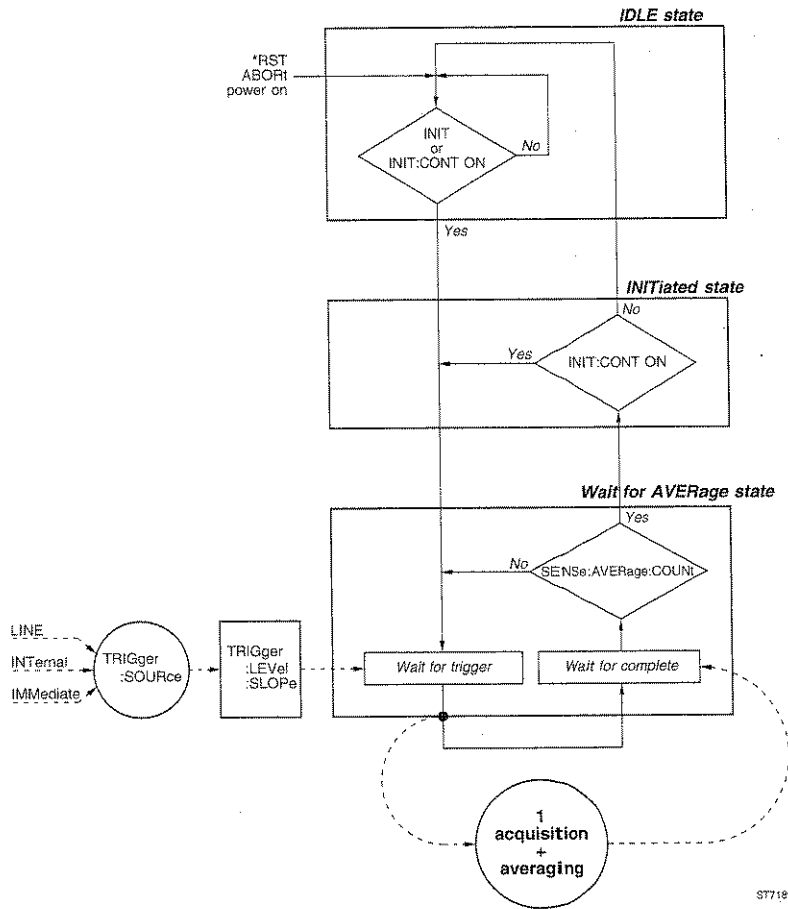 IDLE state
*RST
ABORt
power on
INIT
or
INIT:CONT ON
No
Yes
INITiated state
No
Yes
INIT:CONT ON
Wait for AVERage state
Yes
No
SENSe:AVERage:COUNt
LINE
INTernal
IMMediate
TRIGger
:SOURce
TRIGger
:LEVel
:SLOPe
Wait for trigger
Wait for complete
1
acquisition
+
averaging
ST718